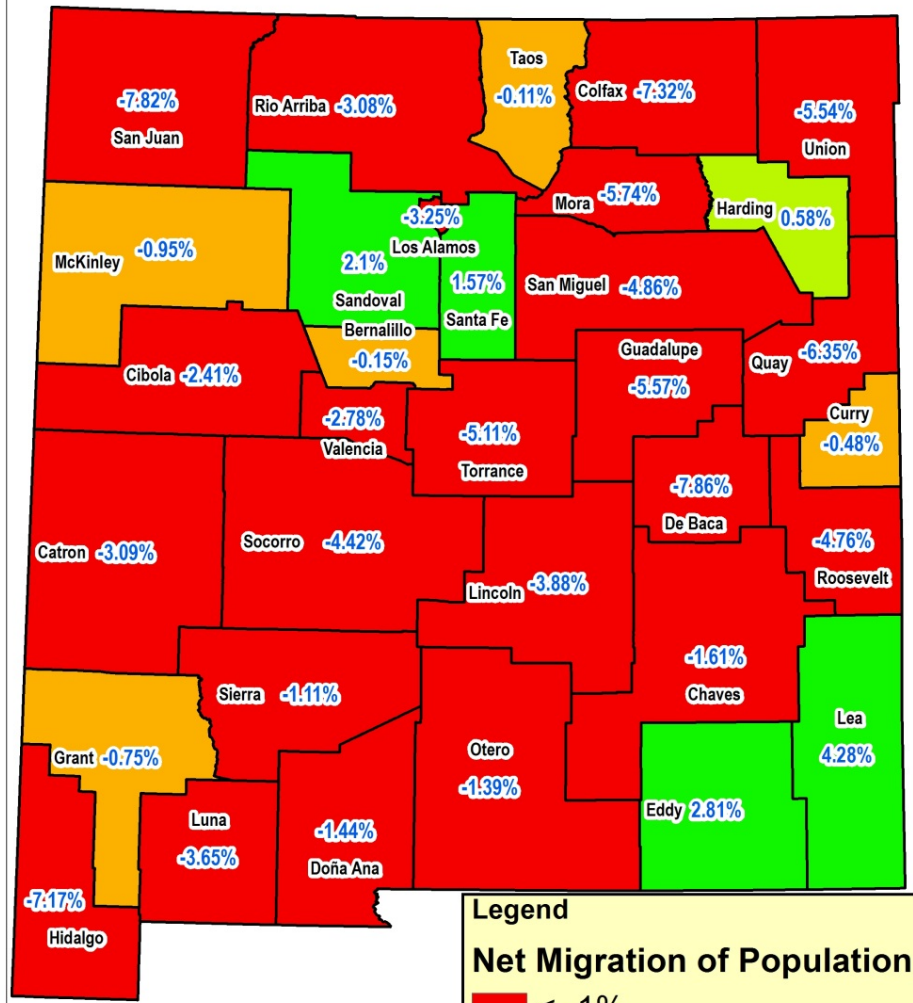 Taos
-0.11%
-7.82%
San Juan
Rio Arriba -3.08%
Colfax -7.32%
-5.54%
Union
Mora -5.74%
Harding 0.58%
McKinley -0.95%
-3.25%
Los Alamos
2.1%
Sandoval
1.57%
Santa Fe
San Miguel -4.86%
Bernalillo
-0.15%
Guadalupe
-5.57%
Quay -6.35%
Cibola -2.41%
Curry
-0.48%
-2.78%
Valencia
-5.11%
Torrance
-7.86%
De Baca
Catron -3.09%
Socorro -4.42%
-4.76%
Roosevelt
Lincoln -3.88%
-1.61%
Chaves
Sierra -1.11%
Lea
4.28%
Grant -0.75%
Otero
-1.39%
Luna
-3.65%
-1.44%
Doña Ana
Eddy 2.81%
-7.17%
Hidalgo
Legend
Net Migration of Population